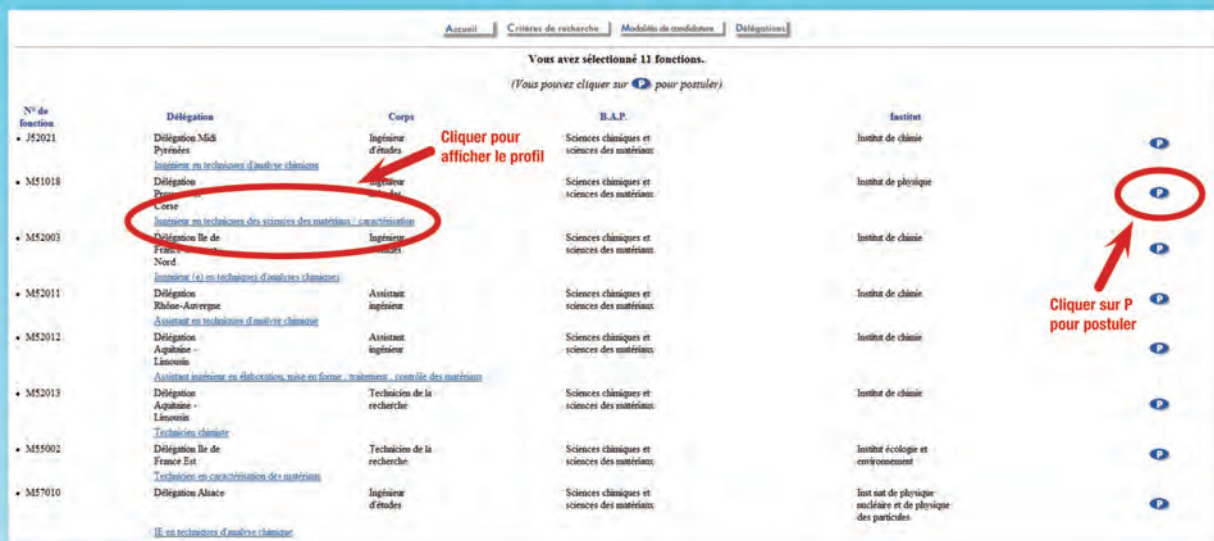 Accueil Critères de recherche Modalités de candidature Délégations
Vous avez sélectionné 11 fonctions.
(Vous pouvez cliquer sur P pour postuler)
N° de fonction Délégation Corps B.A.P. Institut
Cliquer pour
afficher le profil
• J52021 Délégation Midi Ingénieur Sciences chimiques et Institut de chimie P
Pyrénées d'études sciences des matériaux
Ingénieur en techniques d'analyse chimique
• M51018 Délégation Ingénieur Sciences chimiques et Institut de physique P
sciences des matériaux
Corse
Ingénieur en techniques des sciences des matériaux / caractérisation
• M52003 Délégation Ile de Ingénieur Sciences chimiques et Institut de chimie P
sciences des matériaux
Nord
Ingénieur (e) en techniques d'analyses chimiques
• M52011 Délégation Assistant Sciences chimiques et Institut de chimie P
Rhône-Auvergne ingénieur sciences des matériaux
Assistant en techniques d'analyse chimique
Cliquer sur P
pour postuler
• M52012 Délégation Assistant Sciences chimiques et Institut de chimie P
Aquitaine - ingénieur sciences des matériaux
Limousin
Assistant ingénieur en élaboration, mise en forme , traitement , contrôle des matériaux
• M52013 Délégation Technicien de la Sciences chimiques et Institut de chimie P
Aquitaine - recherche sciences des matériaux
Limousin
Technicien chimiste
• M55002 Délégation Ile de Technicien de la Sciences chimiques et Institut écologie et P
France Est recherche sciences des matériaux environnement
Technicien en caractérisation des matériaux
• M57010 Délégation Alsace Ingénieur Sciences chimiques et Inst nat de physique P
d'études sciences des matériaux nucléaire et de physique
des particules
IE en techniques d'analyse chimique